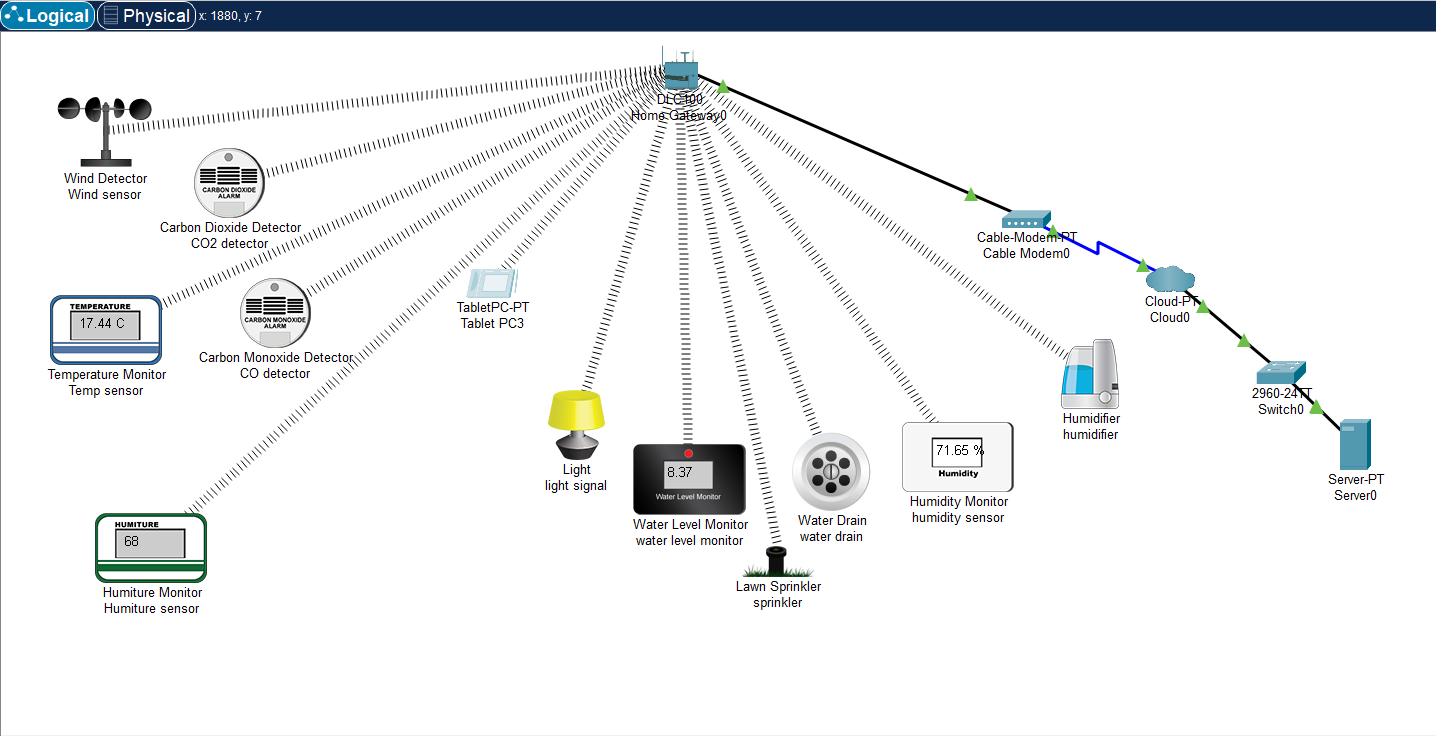 Logical
Physical
x: 1880, y: 7
DLC100
Home Gateway0
Wind Detector
Wind sensor
CARBON DIOXIDE
ALARM
Carbon Dioxide Detector
CO2 detector
Cable-Modem-PT
Cable Modem0
TEMPERATURE
17.44 C
Temperature Monitor
Temp sensor
CARBON MONOXIDE
ALARM
Carbon Monoxide Detector
CO detector
TabletPC-PT
Tablet PC3
Cloud-PT
Cloud0
2960-24TT
Switch0
Humidifier
humidifier
Light
light signal
8.37
Water Level Monitor
Water Level Monitor
water level monitor
Water Drain
water drain
71.65 %
Humidity
Humidity Monitor
humidity sensor
Server-PT
Server0
HUMITURE
68
Humiture Monitor
Humiture sensor
Lawn Sprinkler
sprinkler